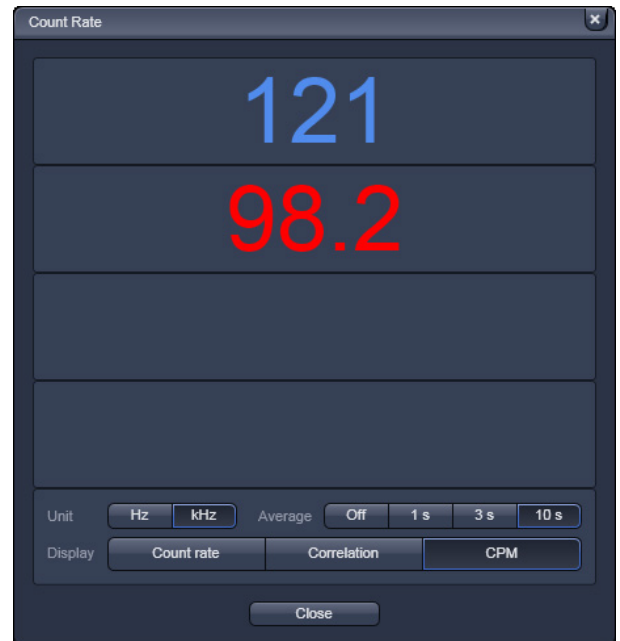 Count Rate
121
98.2
Unit Hz kHz Average Off 1 s 3 s 10 s
Display Count rate Correlation CPM
Close